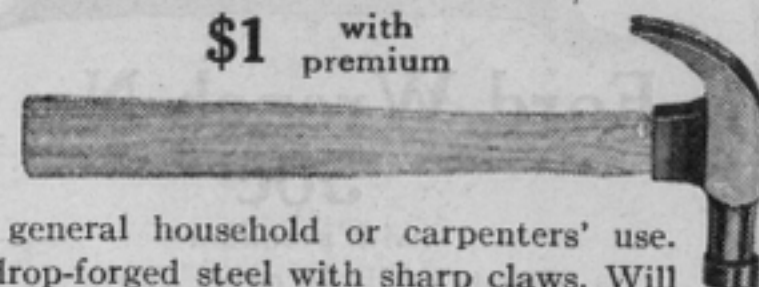 $1 with
premium
general household or carpenters' use.
drop-forged steel with sharp claws. Will